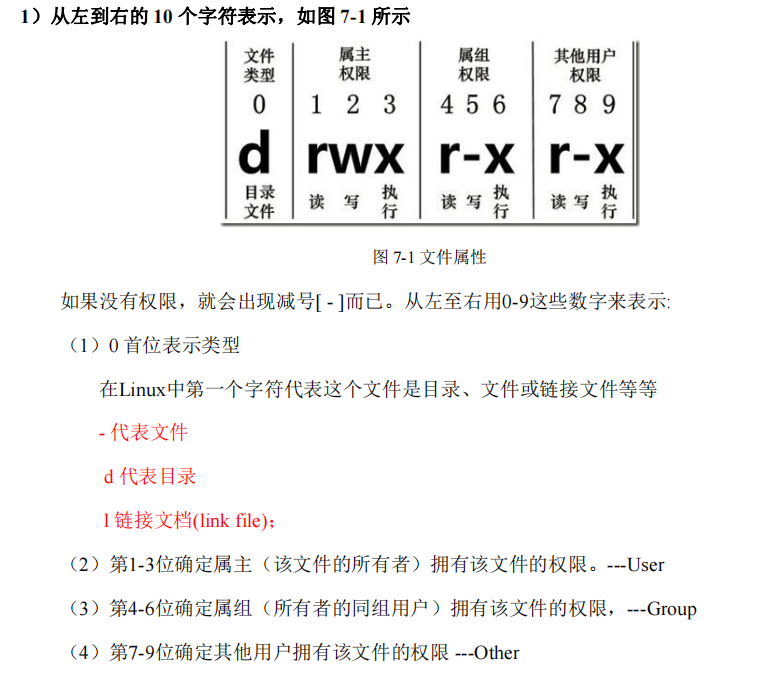 1）从左到右的 10 个字符表示，如图 7-1 所示
文件 属主 属组 其他用户
类型 权限 权限 权限
0 1 2 3 4 5 6 7 8 9
d rwx r-x r-x
目录文件 读 写 执行 读 写 执行 读 写 执行
图 7-1 文件属性
如果没有权限，就会出现减号[ - ]而已。从左至右用0-9这些数字来表示:
（1）0 首位表示类型
在Linux中第一个字符代表这个文件是目录、文件或链接文件等等
- 代表文件
d 代表目录
l 链接文档(link file);
（2）第1-3位确定属主（该文件的所有者）拥有该文件的权限。---User
（3）第4-6位确定属组（所有者的同组用户）拥有该文件的权限，---Group
（4）第7-9位确定其他用户拥有该文件的权限 ---Other